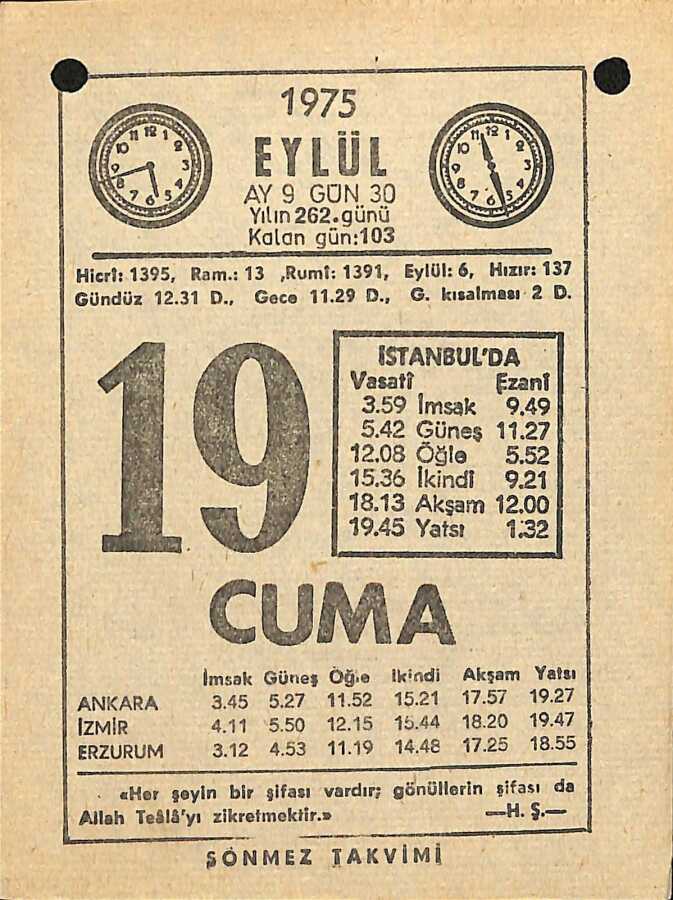 1975
EYLÜL
AY 9 GÜN 30
Yılın 262.günü
Kalan gün:103
Hicrî: 1395, Ram.: 13 ,Rumî: 1391, Eylül: 6, Hızır: 137
Gündüz 12.31 D., Gece 11.29 D., G. kısalması 2 D.
19
İSTANBUL'DA
Vasatî Ezanî
3.59 İmsak 9.49
5.42 Güneş 11.27
12.08 Öğle 5.52
15.36 İkindi 9.21
18.13 Akşam 12.00
19.45 Yatsı 1.32
CUMA
İmsak Güneş Öğle İkindi Akşam Yatsı
ANKARA 3.45 5.27 11.52 15.21 17.57 19.27
İZMİR 4.11 5.50 12.15 15.44 18.20 19.47
ERZURUM 3.12 4.53 11.19 14.48 17.25 18.55
«Her şeyin bir şifası vardır; gönüllerin şifası da
Allah Teâlâ'yı zikretmektir.» —H. Ş.—
SÖNMEZ TAKVİMİ